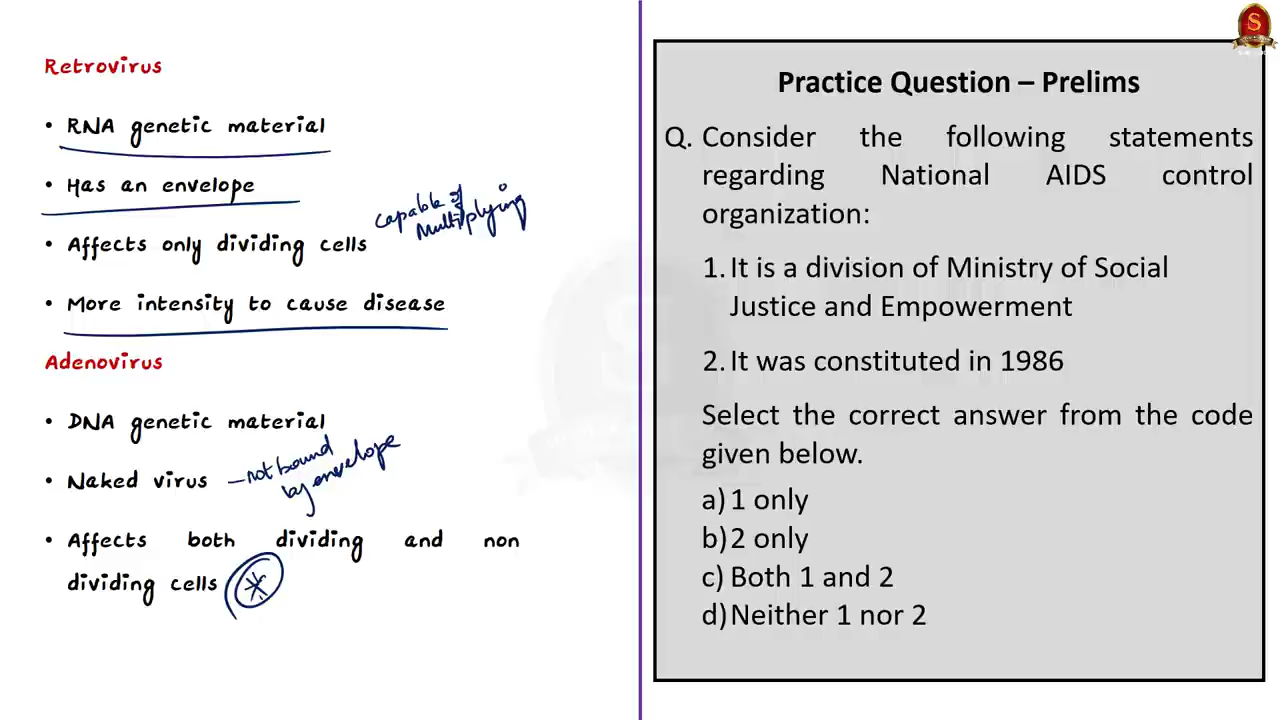 Retrovirus
• RNA genetic material
• Has an envelope
• Affects only dividing cells
capable of
Multiplying
• More intensity to cause disease
Adenovirus
• DNA genetic material
• Naked virus – not bound
by envelope
• Affects both dividing and non
dividing cells
S
Practice Question – Prelims
Q. Consider the following statements
regarding National AIDS control
organization:
1. It is a division of Ministry of Social
Justice and Empowerment
2. It was constituted in 1986
Select the correct answer from the code
given below.
a) 1 only
b) 2 only
c) Both 1 and 2
d) Neither 1 nor 2